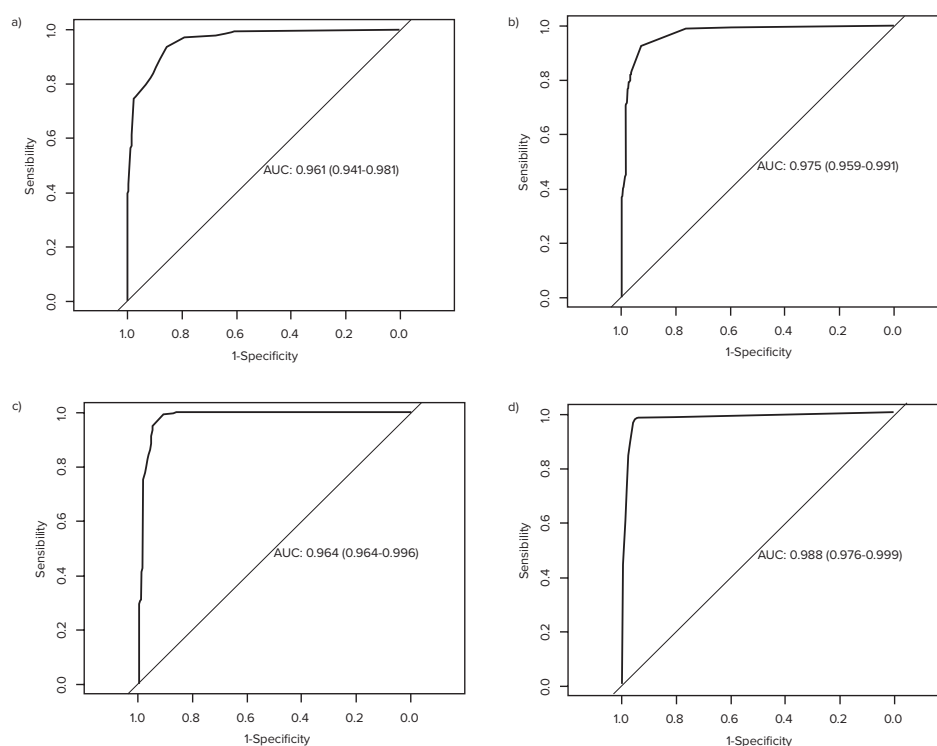 a)
1.0
0.8
0.6
0.4
0.2
0.0
Sensibility
AUC: 0.961 (0.941-0.981)
1.0 0.8 0.6 0.4 0.2 0.0
1-Specificity
b)
1.0
0.8
0.6
0.4
0.2
0.0
Sensibility
AUC: 0.975 (0.959-0.991)
1.0 0.8 0.6 0.4 0.2 0.0
1-Specificity
c)
1.0
0.8
0.6
0.4
0.2
0.0
Sensibility
AUC: 0.964 (0.964-0.996)
1.0 0.8 0.6 0.4 0.2 0.0
1-Specificity
d)
1.0
0.8
0.6
0.4
0.2
0.0
Sensibility
AUC: 0.988 (0.976-0.999)
1.0 0.8 0.6 0.4 0.2 0.0
1-Specificity